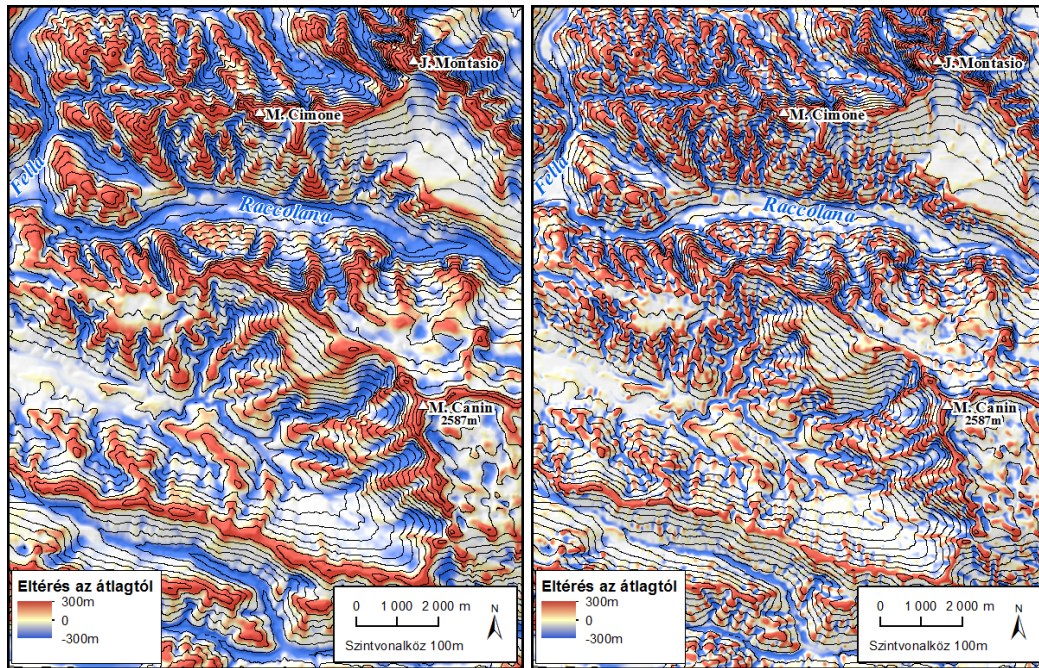 J. Montasio
M. Cimone
Fella
Raccolana
M. Canin
2587m
Eltérés az átlagtól
300m
0
-300m
0 1 000 2 000 m
N
Szintvonalköz 100m
J. Montasio
M. Cimone
Fella
Raccolana
M. Canin
2587m
Eltérés az átlagtól
300m
0
-300m
0 1 000 2 000 m
N
Szintvonalköz 100m